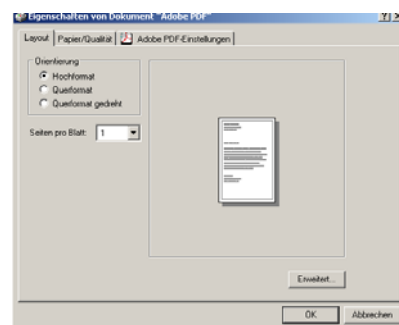 Eigenschaften von Dokument "Adobe PDF"
Layout Papier/Qualität Adobe PDF-Einstellungen
Orientierung
Hochformat
Querformat
Querformat gedreht
Seiten pro Blatt: 1
Erweitert...
OK Abbrechen